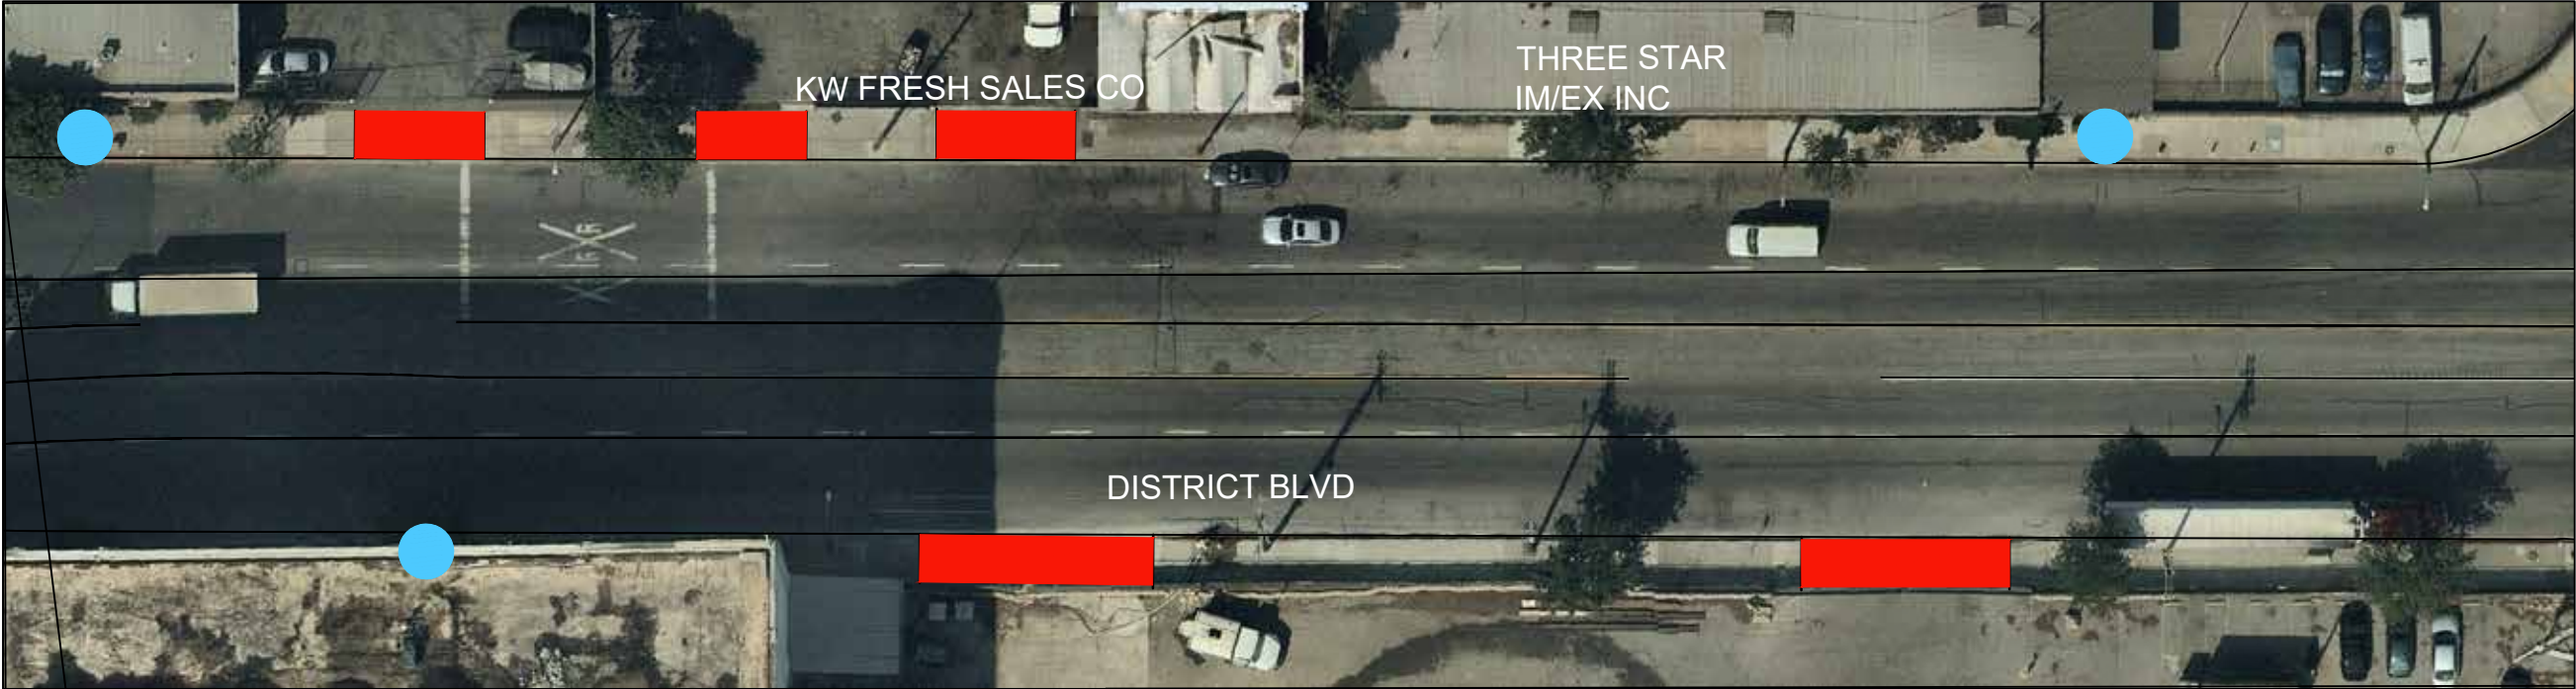 KW FRESH SALES CO
THREE STAR
IM/EX INC
DISTRICT BLVD